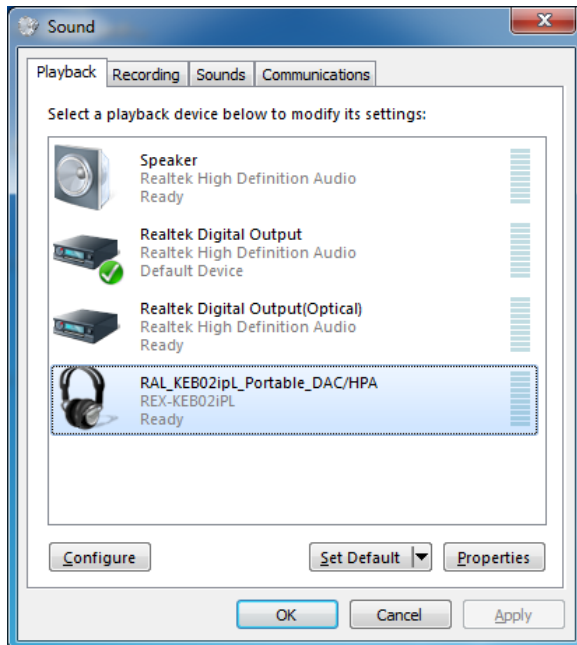 Sound
Playback Recording Sounds Communications
Select a playback device below to modify its settings:
Speaker
Realtek High Definition Audio
Ready
Realtek Digital Output
Realtek High Definition Audio
Default Device
Realtek Digital Output(Optical)
Realtek High Definition Audio
Ready
RAL_KEB02ipL_Portable_DAC/HPA
REX-KEB02iPL
Ready
Configure Set Default Properties
OK Cancel Apply